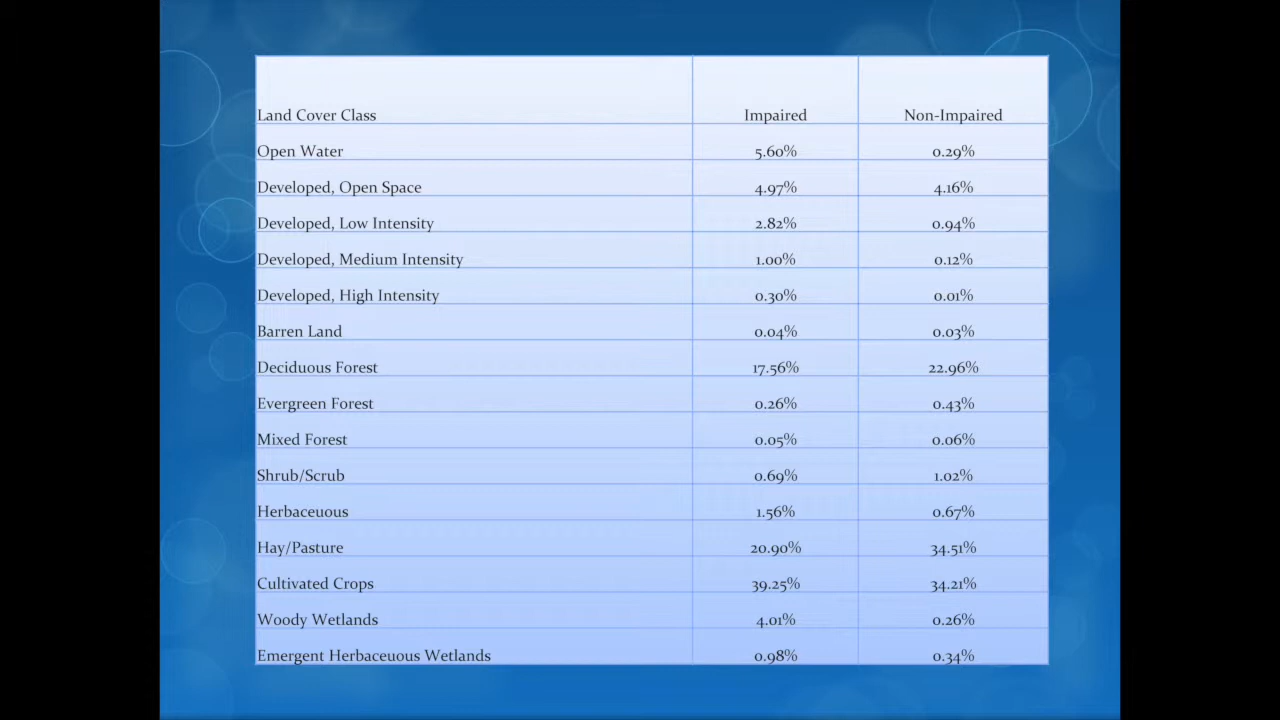 Land Cover Class Impaired Non-Impaired
Open Water 5.60% 0.29%
Developed, Open Space 4.97% 4.16%
Developed, Low Intensity 2.82% 0.94%
Developed, Medium Intensity 1.00% 0.12%
Developed, High Intensity 0.30% 0.01%
Barren Land 0.04% 0.03%
Deciduous Forest 17.56% 22.96%
Evergreen Forest 0.26% 0.43%
Mixed Forest 0.05% 0.06%
Shrub/Scrub 0.69% 1.02%
Herbaceuous 1.56% 0.67%
Hay/Pasture 20.90% 34.51%
Cultivated Crops 39.25% 34.21%
Woody Wetlands 4.01% 0.26%
Emergent Herbaceuous Wetlands 0.98% 0.34%